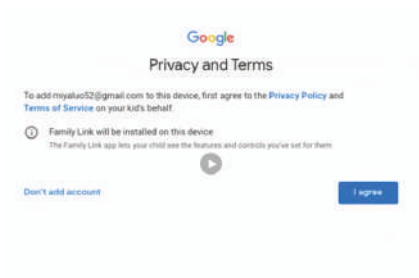 Google
Privacy and Terms
To add miyaluo52@gmail.com to this device, first agree to the Privacy Policy and
Terms of Service on your kid's behalf.
Family Link will be installed on this device
The Family Link app lets your child see the features and controls you've set for them
Don't add account
I agree